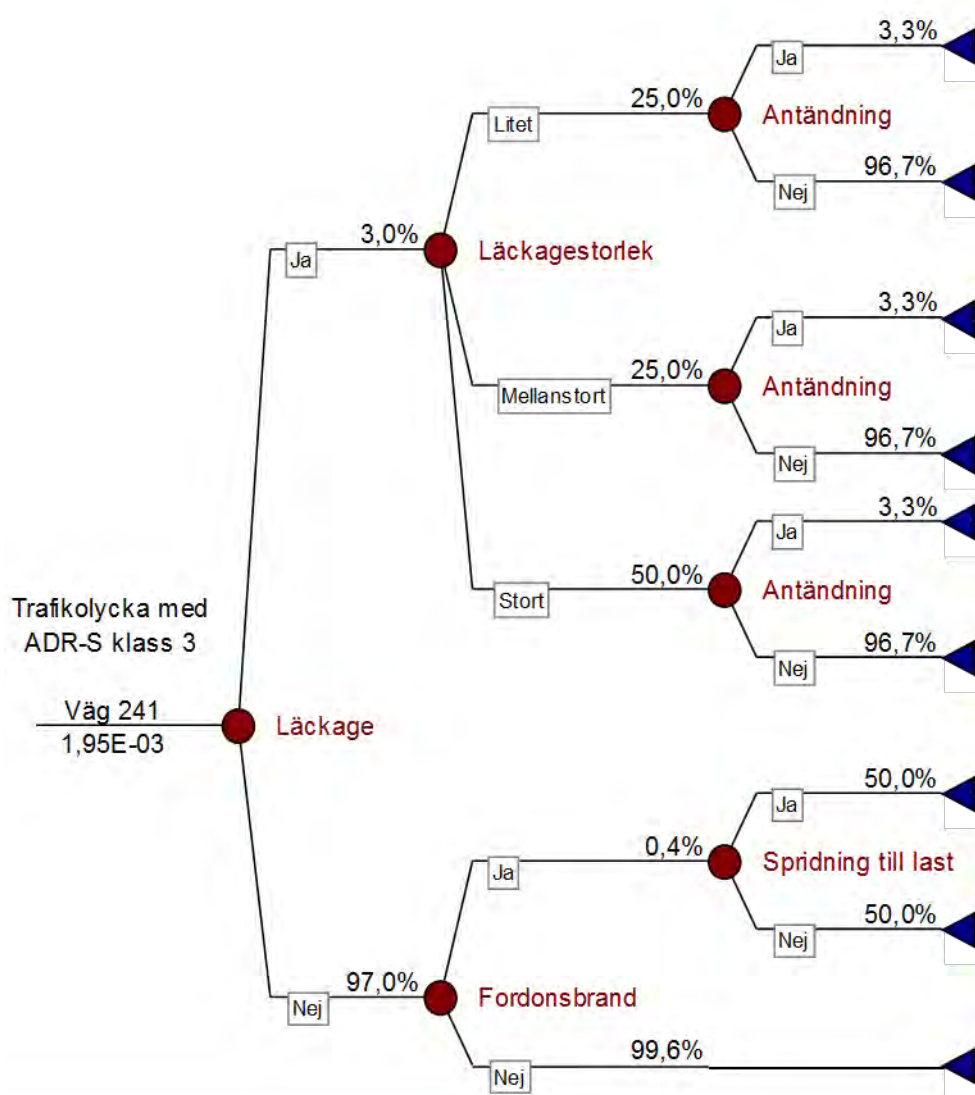 3,3%
Ja
25,0%
Antändning
Litet
96,7%
Nej
3,0%
Läckagestorlek
Ja
3,3%
Ja
25,0%
Antändning
Mellanstort
96,7%
Nej
3,3%
Ja
50,0%
Antändning
Stort
96,7%
Nej
Trafikolycka med
ADR-S klass 3
Väg 241
1,95E-03
Läckage
50,0%
Ja
0,4%
Spridning till last
Ja
50,0%
Nej
97,0%
Fordonsbrand
Nej
99,6%
Nej